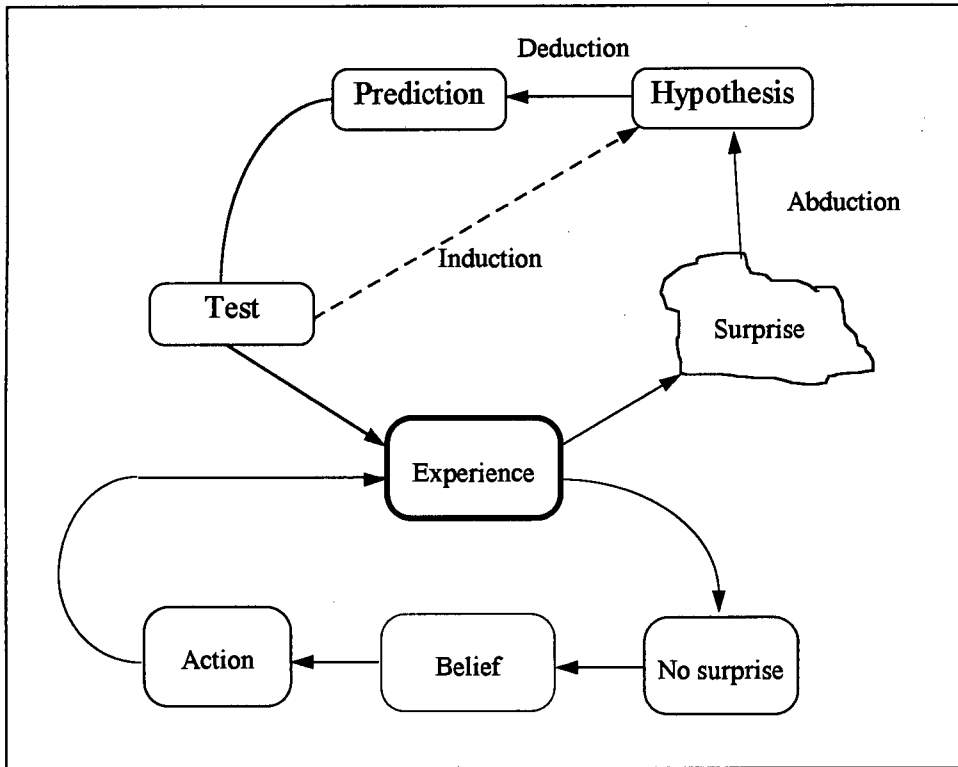 Deduction
Prediction
Hypothesis
Abduction
Induction
Test
Surprise
Experience
Action
Belief
No surprise